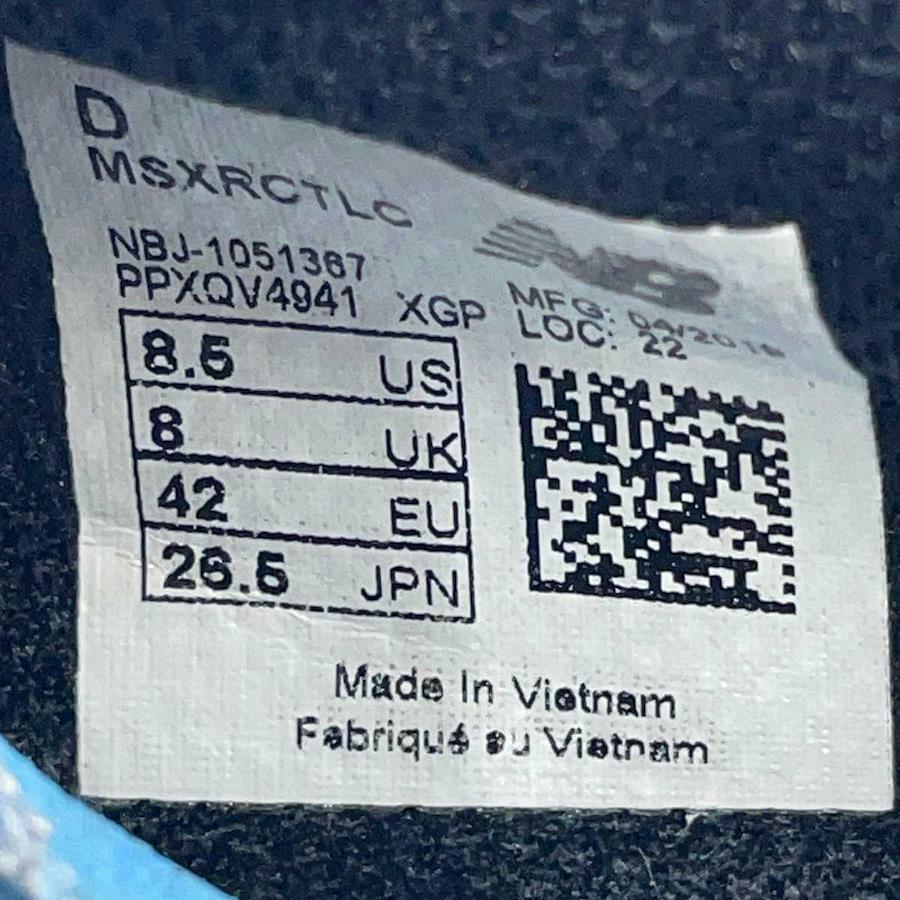 D
MSXRCTLC
NBJ-1051367
PPXQV4941 XGP
MFG: 04/2019
LOC: 22
8.5 US
8 UK
42 EU
26.5 JPN
Made In Vietnam
Fabriqué au Vietnam